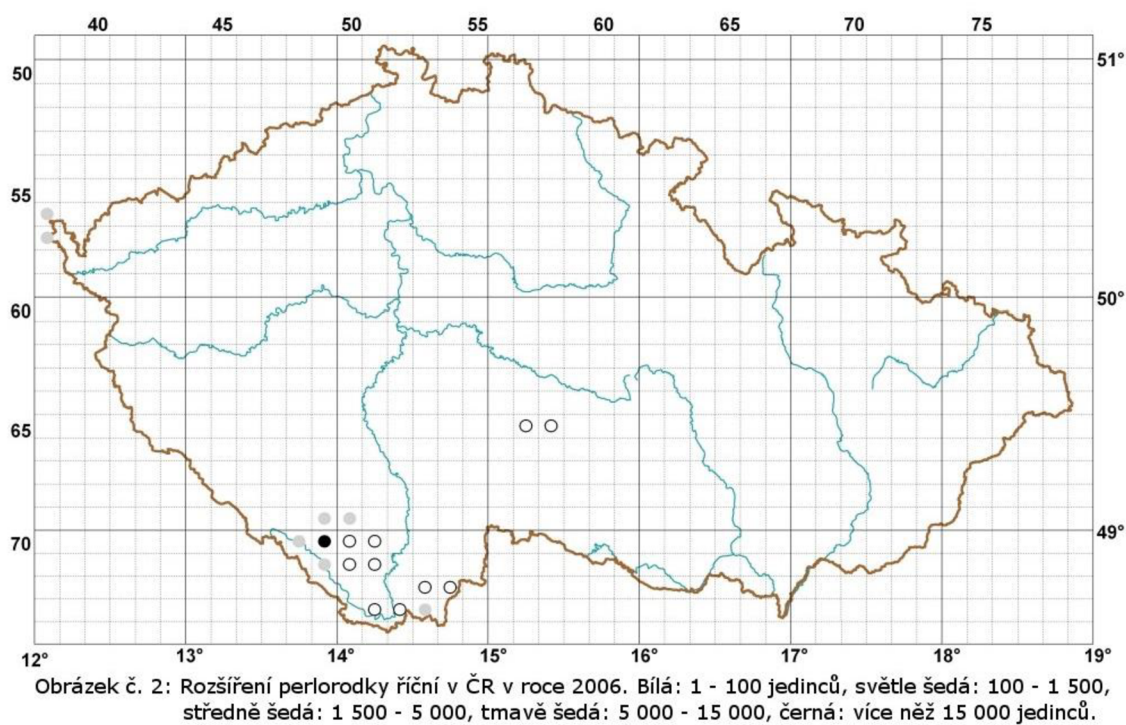 40 45 50 55 60 65 70 75
50 51°
55
60 50°
65
70 49°
12° 13° 14° 15° 16° 17° 18° 19°
Obrázek č. 2: Rozšíření perlorodky říční v ČR v roce 2006. Bílá: 1 - 100 jedinců, světle šedá: 100 - 1 500,
středně šedá: 1 500 - 5 000, tmavě šedá: 5 000 - 15 000, černá: více něž 15 000 jedinců.